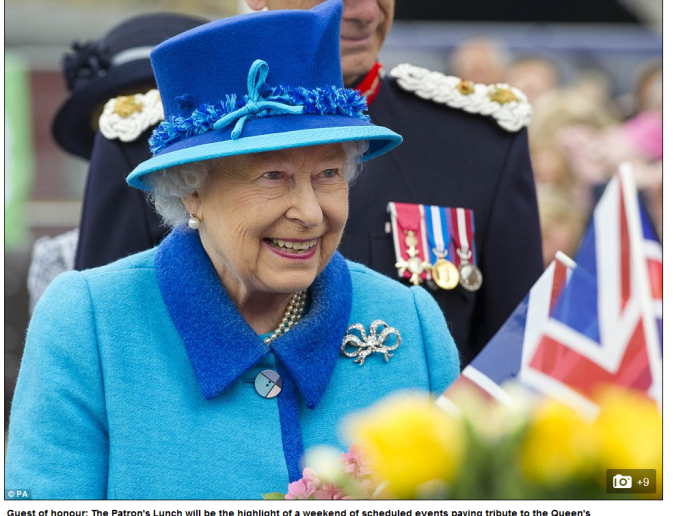 © PA
+9
Guest of honour: The Patron's Lunch will be the highlight of a weekend of scheduled events paying tribute to the Queen's